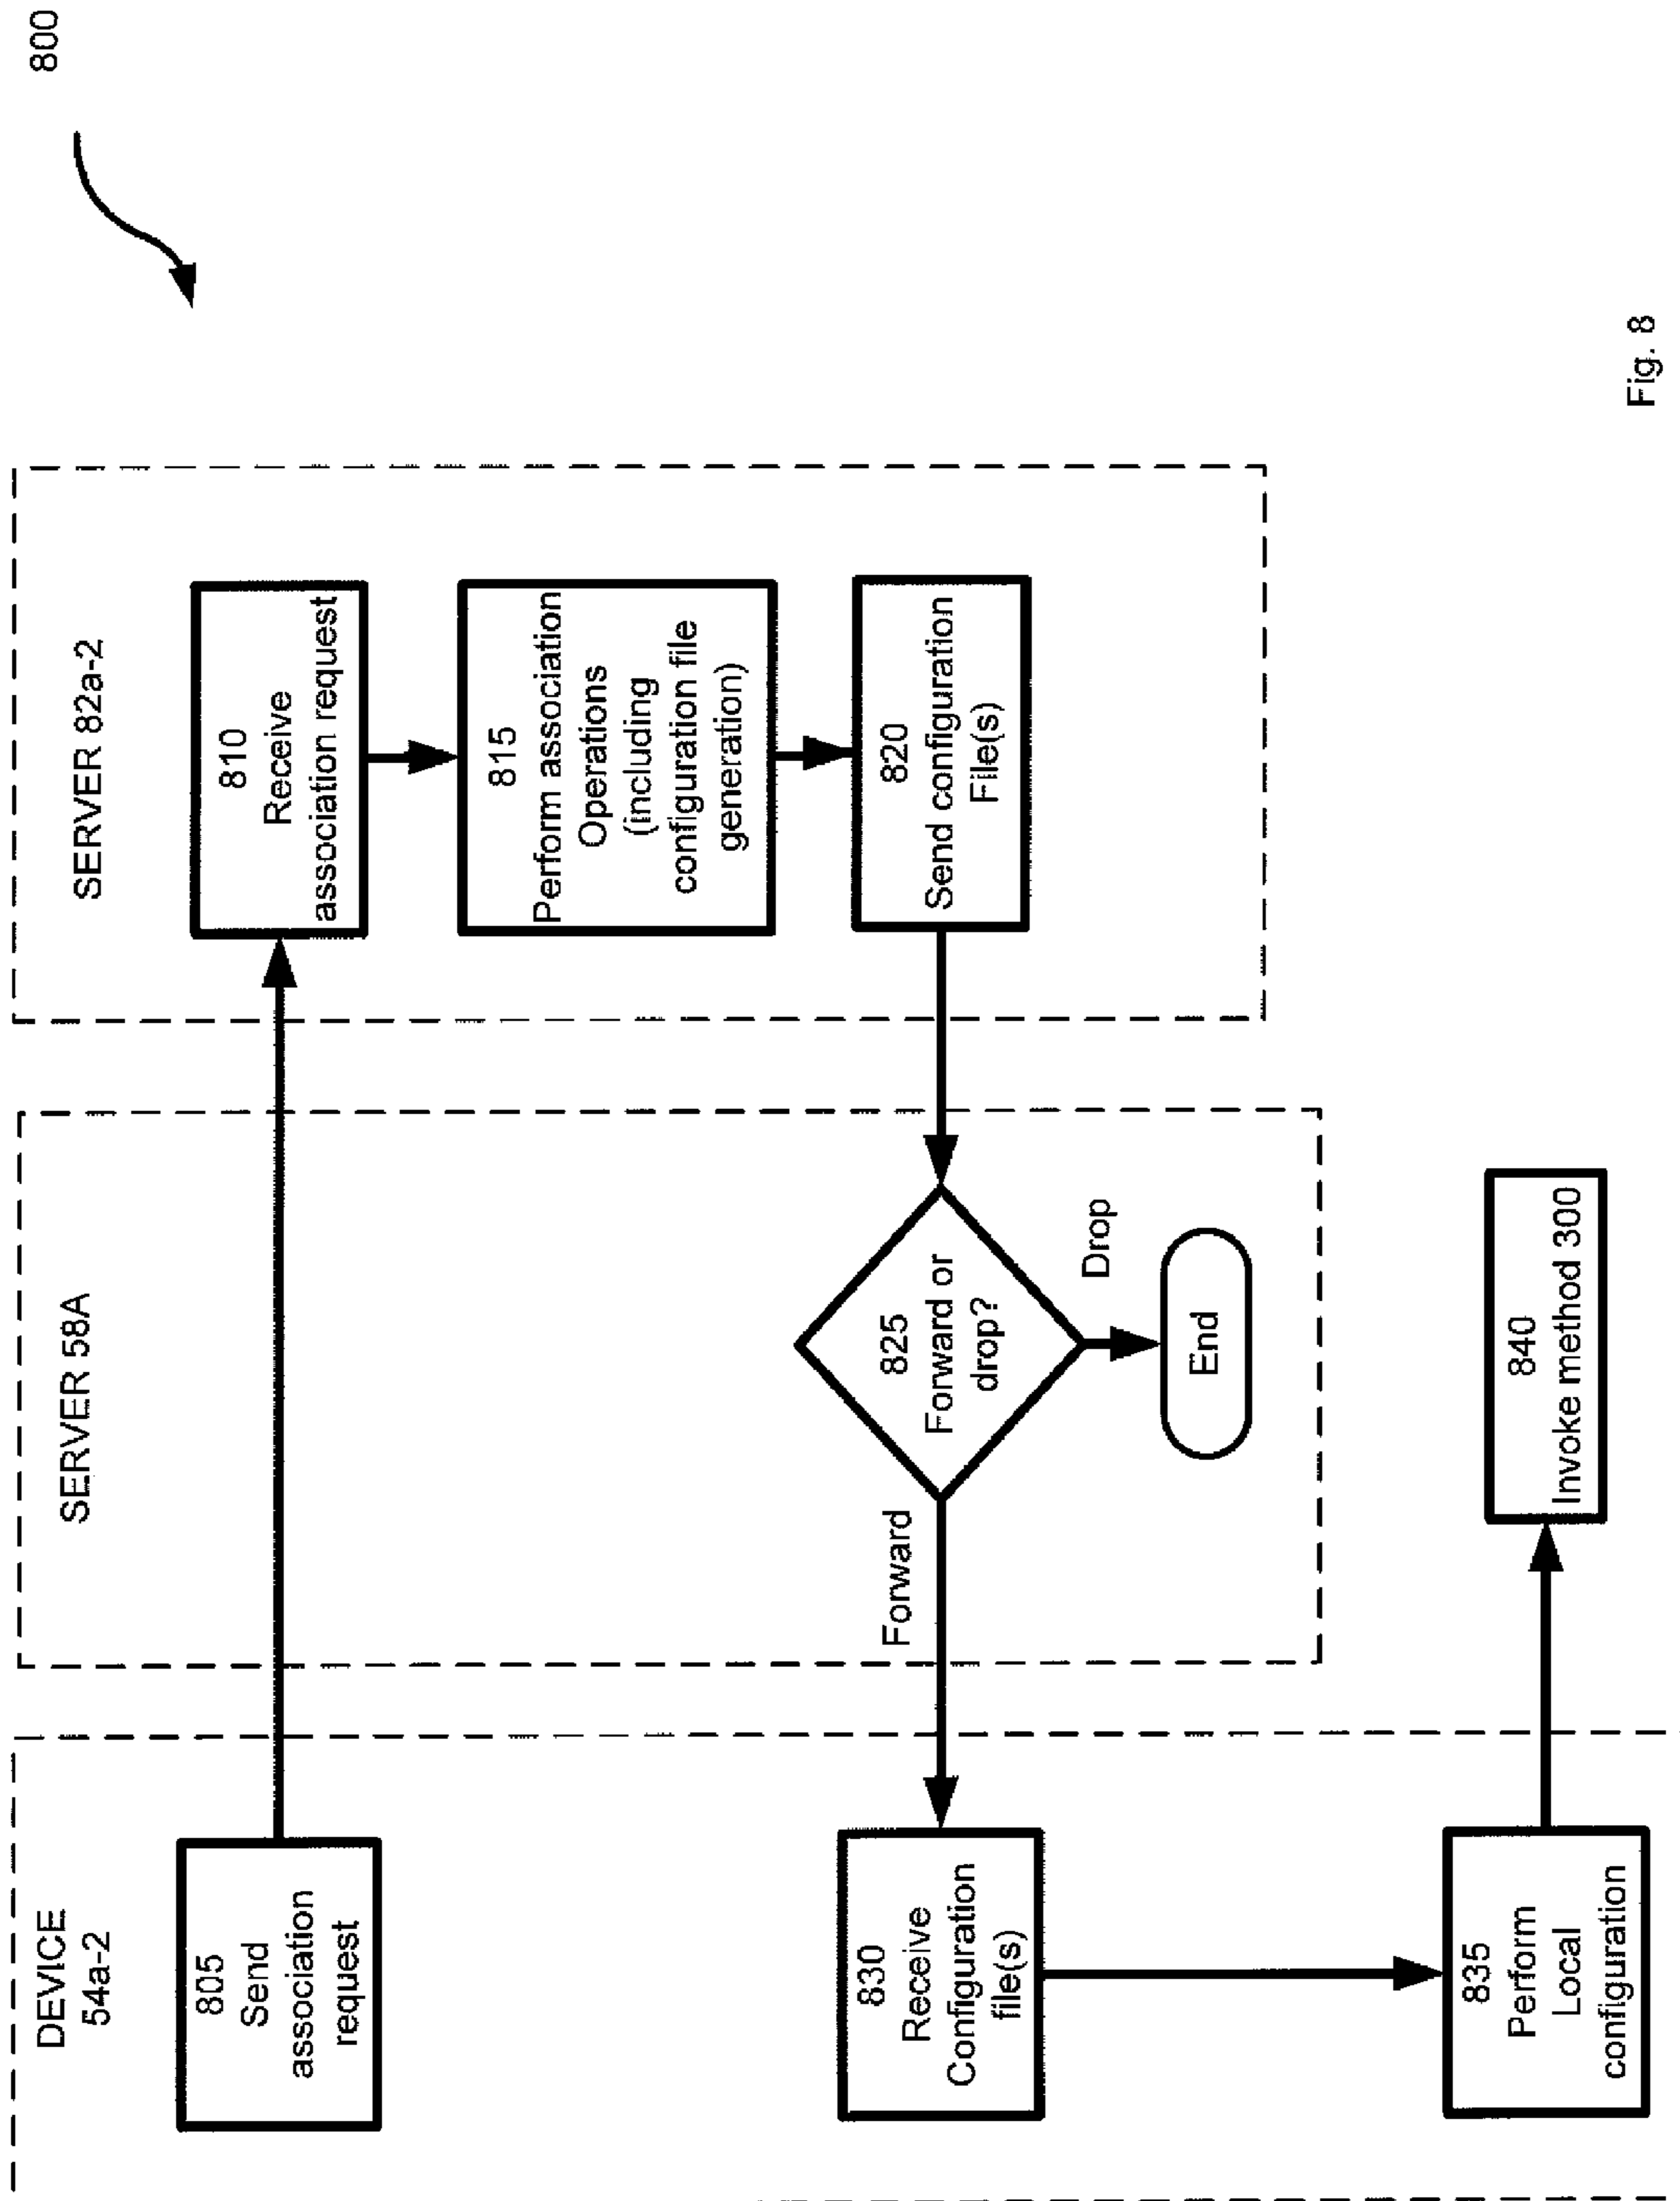 800
DEVICE
54a-2
SERVER 58A
SERVER 82a-2
805
Send
association
request
810
Receive
association request
815
Perform association
Operations
(including
configuration file
generation)
820
Send configuration
File(s)
825
Forward or
drop?
Forward
Drop
End
830
Receive
Configuration
file(s)
835
Perform
Local
configuration
840
Invoke method 300
Fig. 8